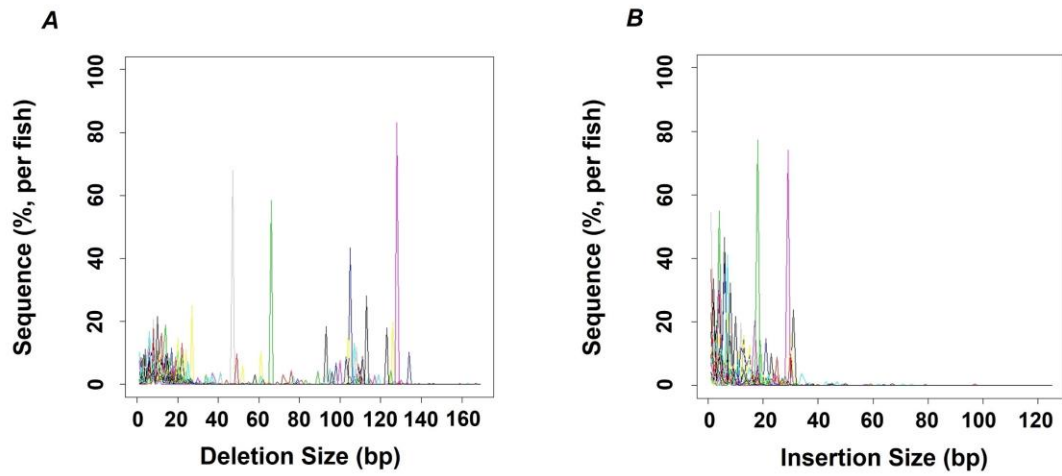 A
B
Sequence (%, per fish)
100
80
60
40
20
0
0 20 40 60 80 100 120 140 160
Deletion Size (bp)
Sequence (%, per fish)
100
80
60
40
20
0
0 20 40 60 80 100 120
Insertion Size (bp)